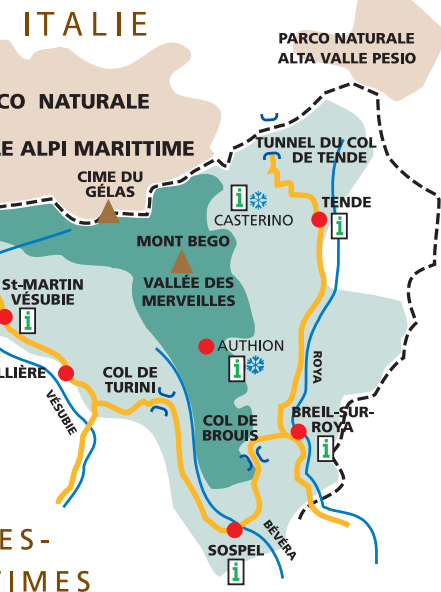 ITALIE
PARCO NATURALE
ALTA VALLE PESIO
CO NATURALE
E ALPI MARITTIME
TUNNEL DU COL
DE TENDE
CIME DU
GÉLAS
i
CASTERINO
TENDE
i
MONT BEGO
VALLÉE DES
MERVEILLES
St-MARTIN
VÉSUBIE
i
AUTHION
i
ROYA
LLIÈRE
COL DE
TURINI
VÉSUBIE
COL DE
BROUIS
BREIL-SUR-
ROYA
i
BÉVÉRA
SOSPEL
i
ES-
TIMES